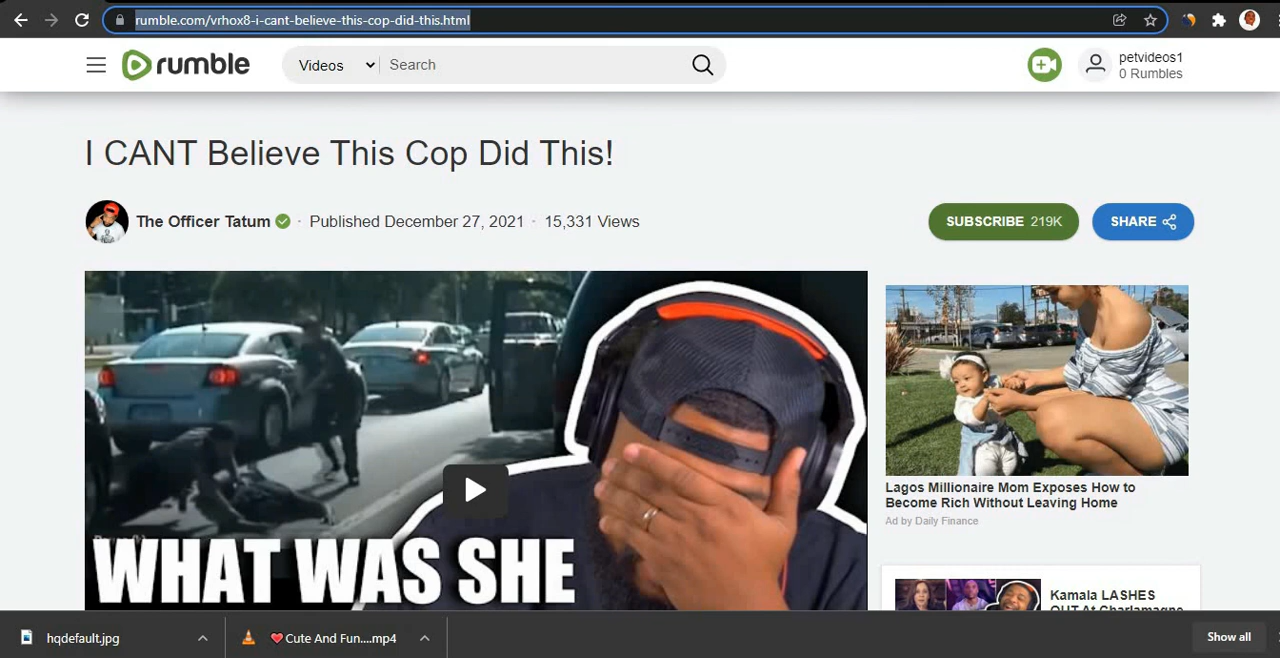 rumble.com/vrhox8-i-cant-believe-this-cop-did-this.html
rumble
Videos
Search
petvideos1
0 Rumbles
I CANT Believe This Cop Did This!
The Officer Tatum · Published December 27, 2021 · 15,331 Views
SUBSCRIBE 219K
SHARE
WHAT WAS SHE
Lagos Millionaire Mom Exposes How to
Become Rich Without Leaving Home
Ad by Daily Finance
Kamala LASHES
OUT At Charlamagne
hqdefault.jpg
❤️Cute And Fun....mp4
Show all